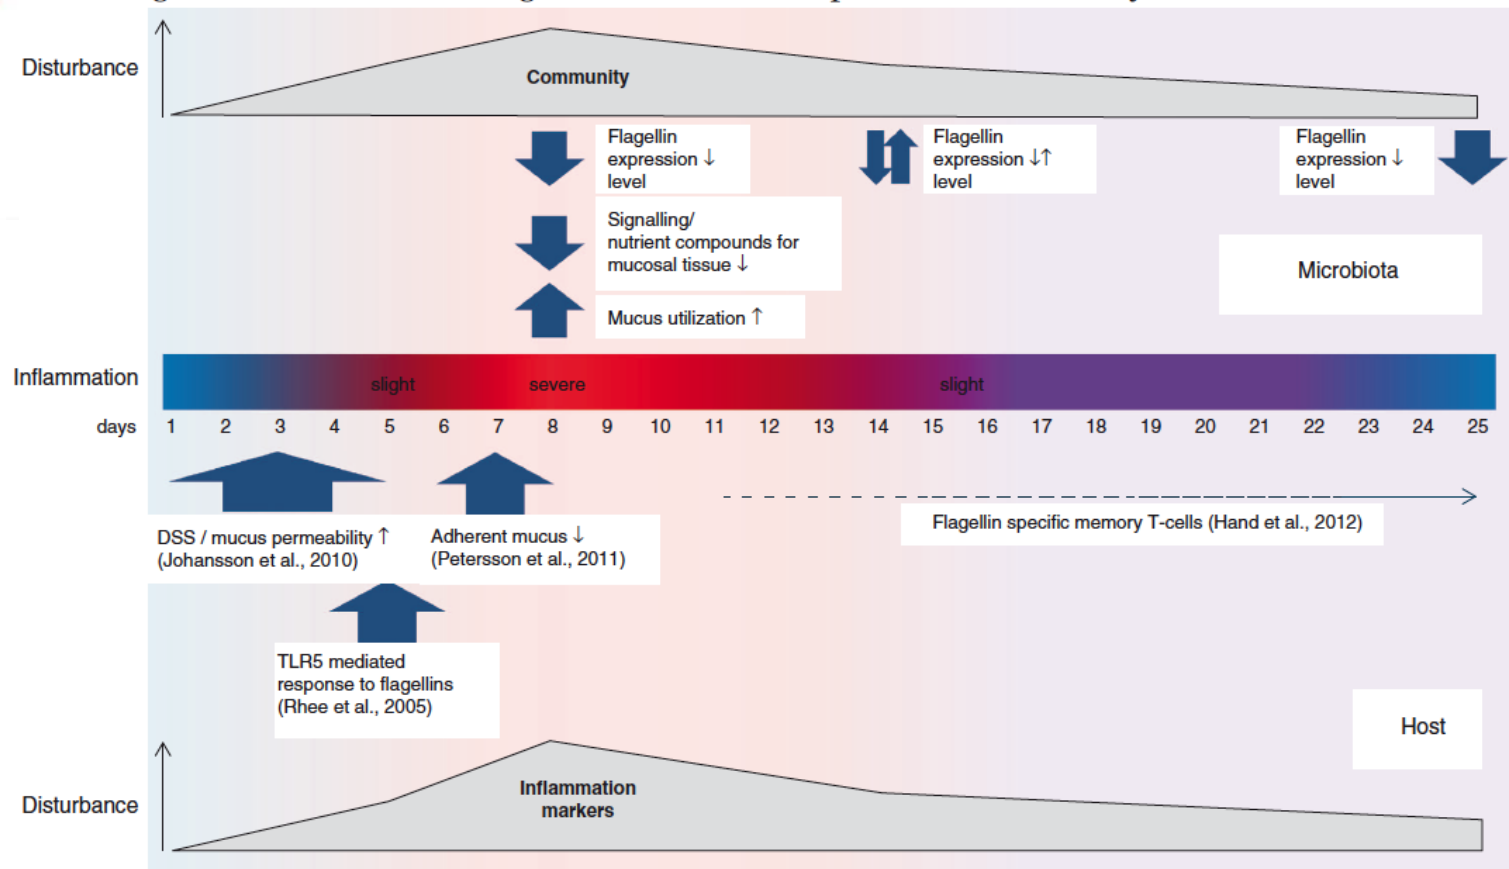 Disturbance
Community
Flagellin
expression ↓
level
Flagellin
expression ↓↑
level
Flagellin
expression ↓
level
Signalling/
nutrient compounds for
mucosal tissue ↓
Microbiota
Mucus utilization ↑
Inflammation
slight
severe
slight
days 1 2 3 4 5 6 7 8 9 10 11 12 13 14 15 16 17 18 19 20 21 22 23 24 25
DSS / mucus permeability ↑
(Johansson et al., 2010)
Adherent mucus ↓
(Petersson et al., 2011)
Flagellin specific memory T-cells (Hand et al., 2012)
TLR5 mediated
response to flagellins
(Rhee et al., 2005)
Host
Disturbance
Inflammation
markers